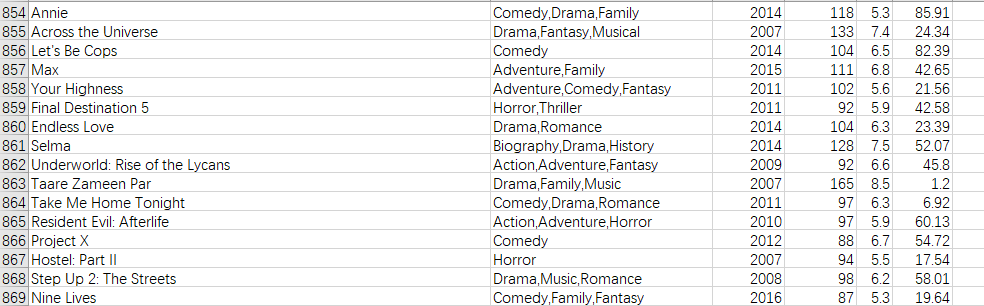 854 Annie Comedy,Drama,Family 2014 118 5.3 85.91
855 Across the Universe Drama,Fantasy,Musical 2007 133 7.4 24.34
856 Let's Be Cops Comedy 2014 104 6.5 82.39
857 Max Adventure,Family 2015 111 6.8 42.65
858 Your Highness Adventure,Comedy,Fantasy 2011 102 5.6 21.56
859 Final Destination 5 Horror,Thriller 2011 92 5.9 42.58
860 Endless Love Drama,Romance 2014 104 6.3 23.39
861 Selma Biography,Drama,History 2014 128 7.5 52.07
862 Underworld: Rise of the Lycans Action,Adventure,Fantasy 2009 92 6.6 45.8
863 Taare Zameen Par Drama,Family,Music 2007 165 8.5 1.2
864 Take Me Home Tonight Comedy,Drama,Romance 2011 97 6.3 6.92
865 Resident Evil: Afterlife Action,Adventure,Horror 2010 97 5.9 60.13
866 Project X Comedy 2012 88 6.7 54.72
867 Hostel: Part II Horror 2007 94 5.5 17.54
868 Step Up 2: The Streets Drama,Music,Romance 2008 98 6.2 58.01
869 Nine Lives Comedy,Family,Fantasy 2016 87 5.3 19.64